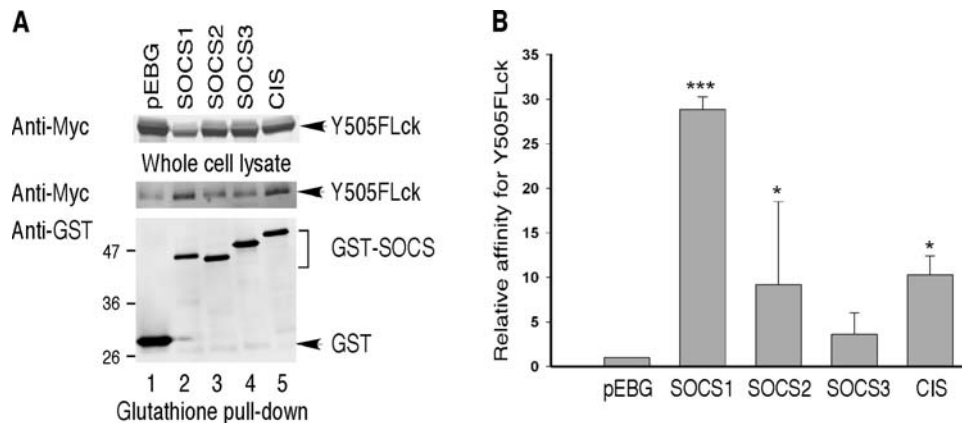 A
pEBG
SOCS1
SOCS2
SOCS3
CIS
Anti-Myc
Y505FLck
Whole cell lysate
Anti-Myc
Y505FLck
Anti-GST
47
GST-SOCS
36
26
GST
1 2 3 4 5
Glutathione pull-down
B
Relative affinity for Y505FLck
35
30
25
20
15
10
5
0
***
*
*
pEBG SOCS1 SOCS2 SOCS3 CIS